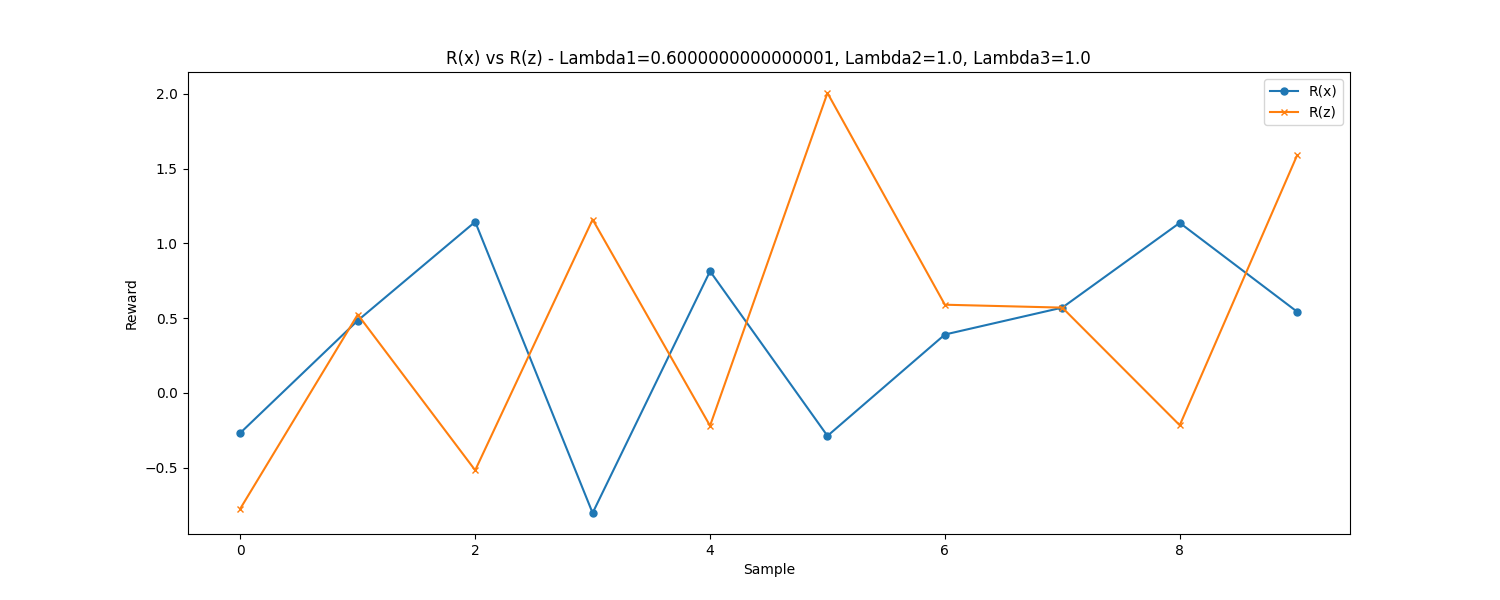 R(x) vs R(z) - Lambda1=0.6000000000000001, Lambda2=1.0, Lambda3=1.0
R(x)
R(z)
2.0
1.5
1.0
0.5
0.0
−0.5
Reward
0 2 4 6 8
Sample